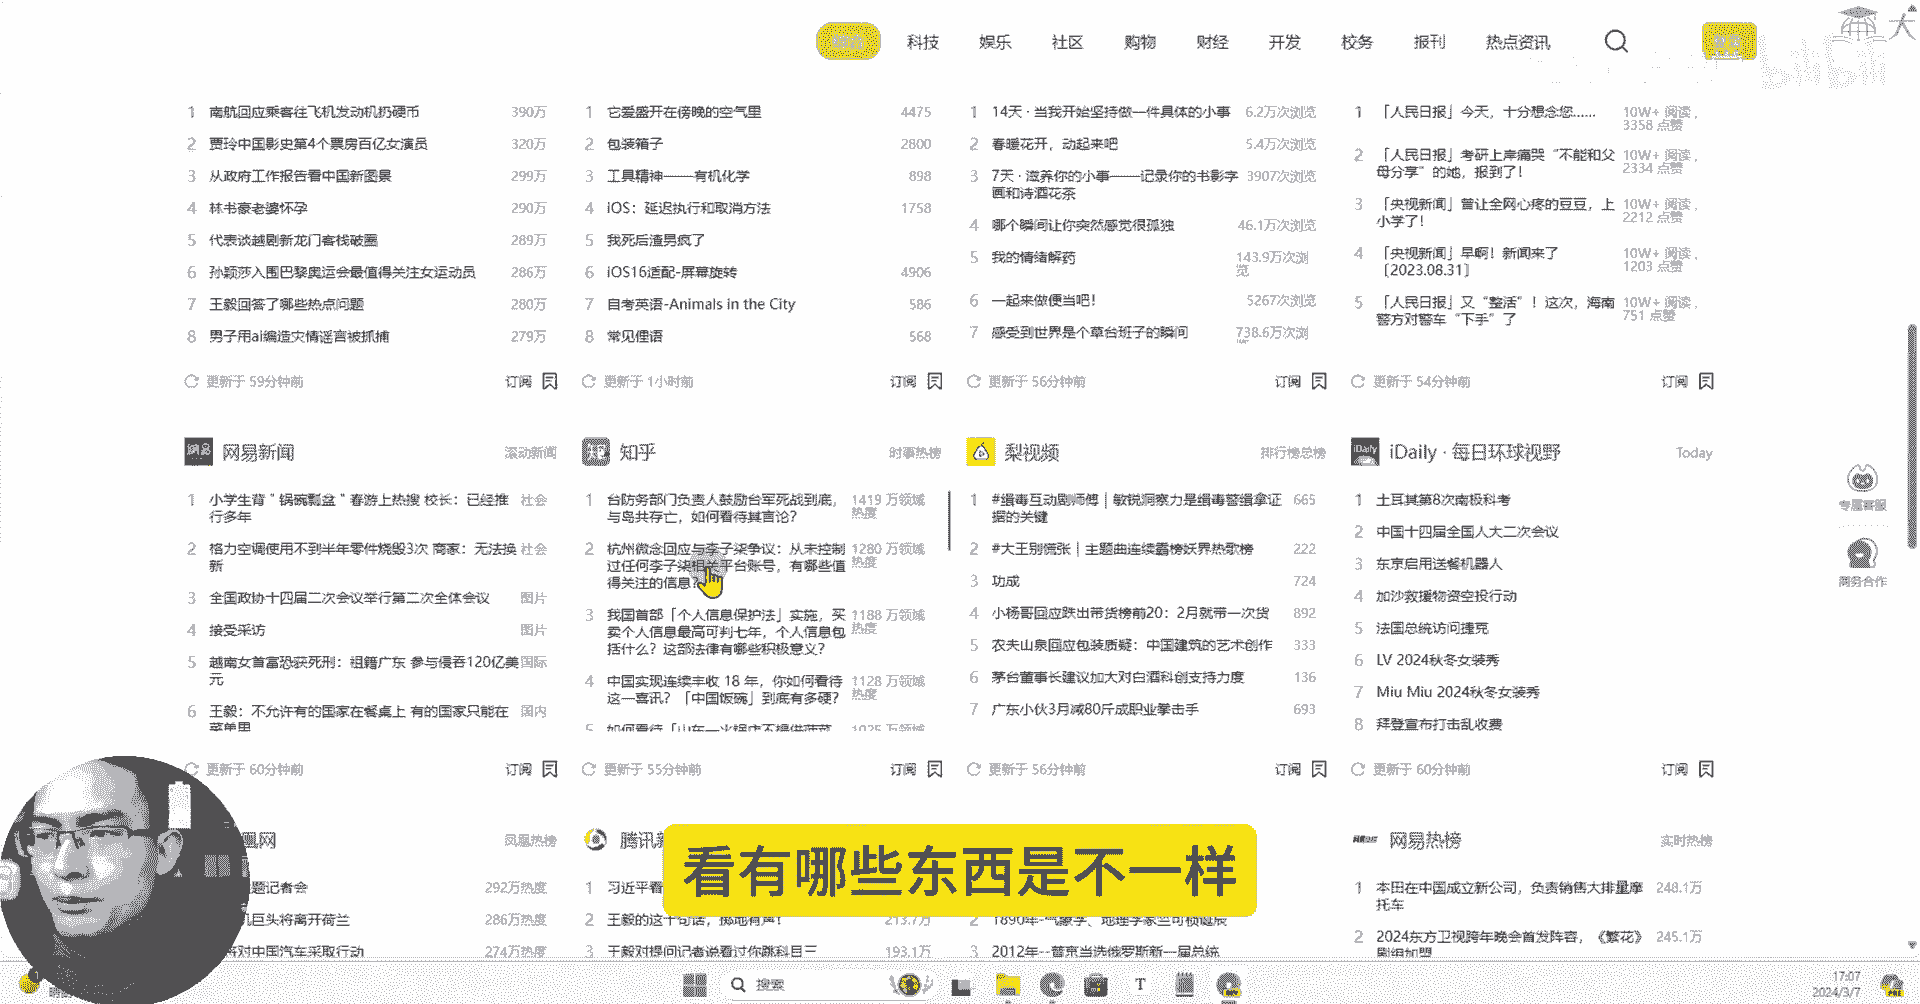 综合 科技 娱乐 社区 购物 财经 开发 校务 报刊 热点资讯
1 南航回应乘客往飞机发动机扔硬币 390万
2 贾玲中国影史第4个票房百亿女演员 320万
3 从政府工作报告看中国新图景 299万
4 林书豪老婆怀孕 290万
5 代表谈越剧新龙门客栈破圈 289万
6 孙颖莎入围巴黎奥运会最值得关注女运动员 286万
7 王毅回答了哪些热点问题 280万
8 男子用ai编造灾情谣言被抓捕 279万
更新于 59分钟前 订阅
1 它爱盛开在傍晚的空气里 4475
2 包装箱子 2800
3 工具精神——有机化学 898
4 iOS：延迟执行和取消方法 1758
5 我死后渣男疯了
6 iOS16适配-屏幕旋转 4906
7 自考英语-Animals in the City 586
8 常见俚语 568
更新于 1小时前 订阅
1 14天 · 当我开始坚持做一件具体的小事 6.2万次浏览
2 春暖花开，动起来吧 5.4万次浏览
3 7天 · 滋养你的小事——记录你的书影字 3907次浏览
画和诗酒花茶
4 哪个瞬间让你突然感觉很孤独 46.1万次浏览
5 我的情绪解药 143.9万次浏
览
6 一起来做便当吧！ 5267次浏览
7 感受到世界是个草台班子的瞬间 738.6万次浏
更新于 56分钟前 订阅
1 「人民日报」今天，十分想念您…… 10W+ 阅读，
3358 点赞
2 「人民日报」考研上岸痛哭“不能和父 10W+ 阅读，
母分享”的她，报到了！ 2334 点赞
3 「央视新闻」曾让全网心疼的豆豆，上 10W+ 阅读，
小学了！ 2212 点赞
4 「央视新闻」早啊！新闻来了 10W+ 阅读，
〔2023.08.31〕 1203 点赞
5 「人民日报」又“整活”！这次，海南 10W+ 阅读，
警方对警车“下手”了 751 点赞
更新于 54分钟前 订阅
网易新闻 滚动新闻
1 小学生背＂锅碗瓢盆＂春游上热搜 校长：已经推 社会
行多年
2 格力空调使用不到半年零件烧毁3次 商家：无法换 社会
新
3 全国政协十四届二次会议举行第二次全体会议 图片
4 接受采访 图片
5 越南女首富恐获死刑：祖籍广东 参与侵吞120亿美 国际
元
6 王毅：不允许有的国家在餐桌上 有的国家只能在 国内
菜单里
更新于 60分钟前 订阅
知乎 时事热榜
1 台防务部门负责人鼓励台军死战到底， 1419 万领域
与岛共存亡，如何看待其言论？ 热度
2 杭州微念回应与李子柒争议：从未控制 1280 万领域
过任何李子柒相关平台账号，有哪些值 热度
得关注的信息？
3 我国首部「个人信息保护法」实施，买 1188 万领域
卖个人信息最高可判七年，个人信息包 热度
括什么？这部法律有哪些积极意义？
4 中国实现连续丰收 18 年，你如何看待 1128 万领域
这一喜讯？「中国饭碗」到底有多硬？ 热度
更新于 55分钟前 订阅
梨视频 排行榜总榜
1 #缉毒互动剧师傅｜敏锐洞察力是缉毒警缉拿证 665
据的关键
2 #大王别慌张｜主题曲连续霸榜妖界热歌榜 222
3 功成 724
4 小杨哥回应跌出带货榜前20：2月就带一次货 892
5 农夫山泉回应包装质疑：中国建筑的艺术创作 333
6 茅台董事长建议加大对白酒科创支持力度 136
7 广东小伙3月减80斤成职业拳击手 693
更新于 56分钟前 订阅
iDaily · 每日环球视野 Today
1 土耳其第8次南极科考
2 中国十四届全国人大二次会议
3 东京启用送餐机器人
4 加沙救援物资空投行动
5 法国总统访问捷克
6 LV 2024秋冬女装秀
7 Miu Miu 2024秋冬女装秀
8 拜登宣布打击乱收费
更新于 60分钟前 订阅
专属客服
商务合作
凰网 凤凰热榜
题记者会 292万热度
巨头将离开荷兰 286万热度
将对中国汽车采取行动 274万热度
腾讯
1 习近平看
2 王毅的这十句话，掷地有声！ 213.7万
3 王毅对提问记者说看过你跳科目三 193.1万
3 2012年--普京当选俄罗斯新一届总统
网易热榜 实时热榜
1 本田在中国成立新公司，负责销售大排量摩 248.1万
托车
2 2024东方卫视跨年晚会首发阵容，《繁花》 245.1万
剧组加盟
看有哪些东西是不一样
搜索
17:07
2024/3/7